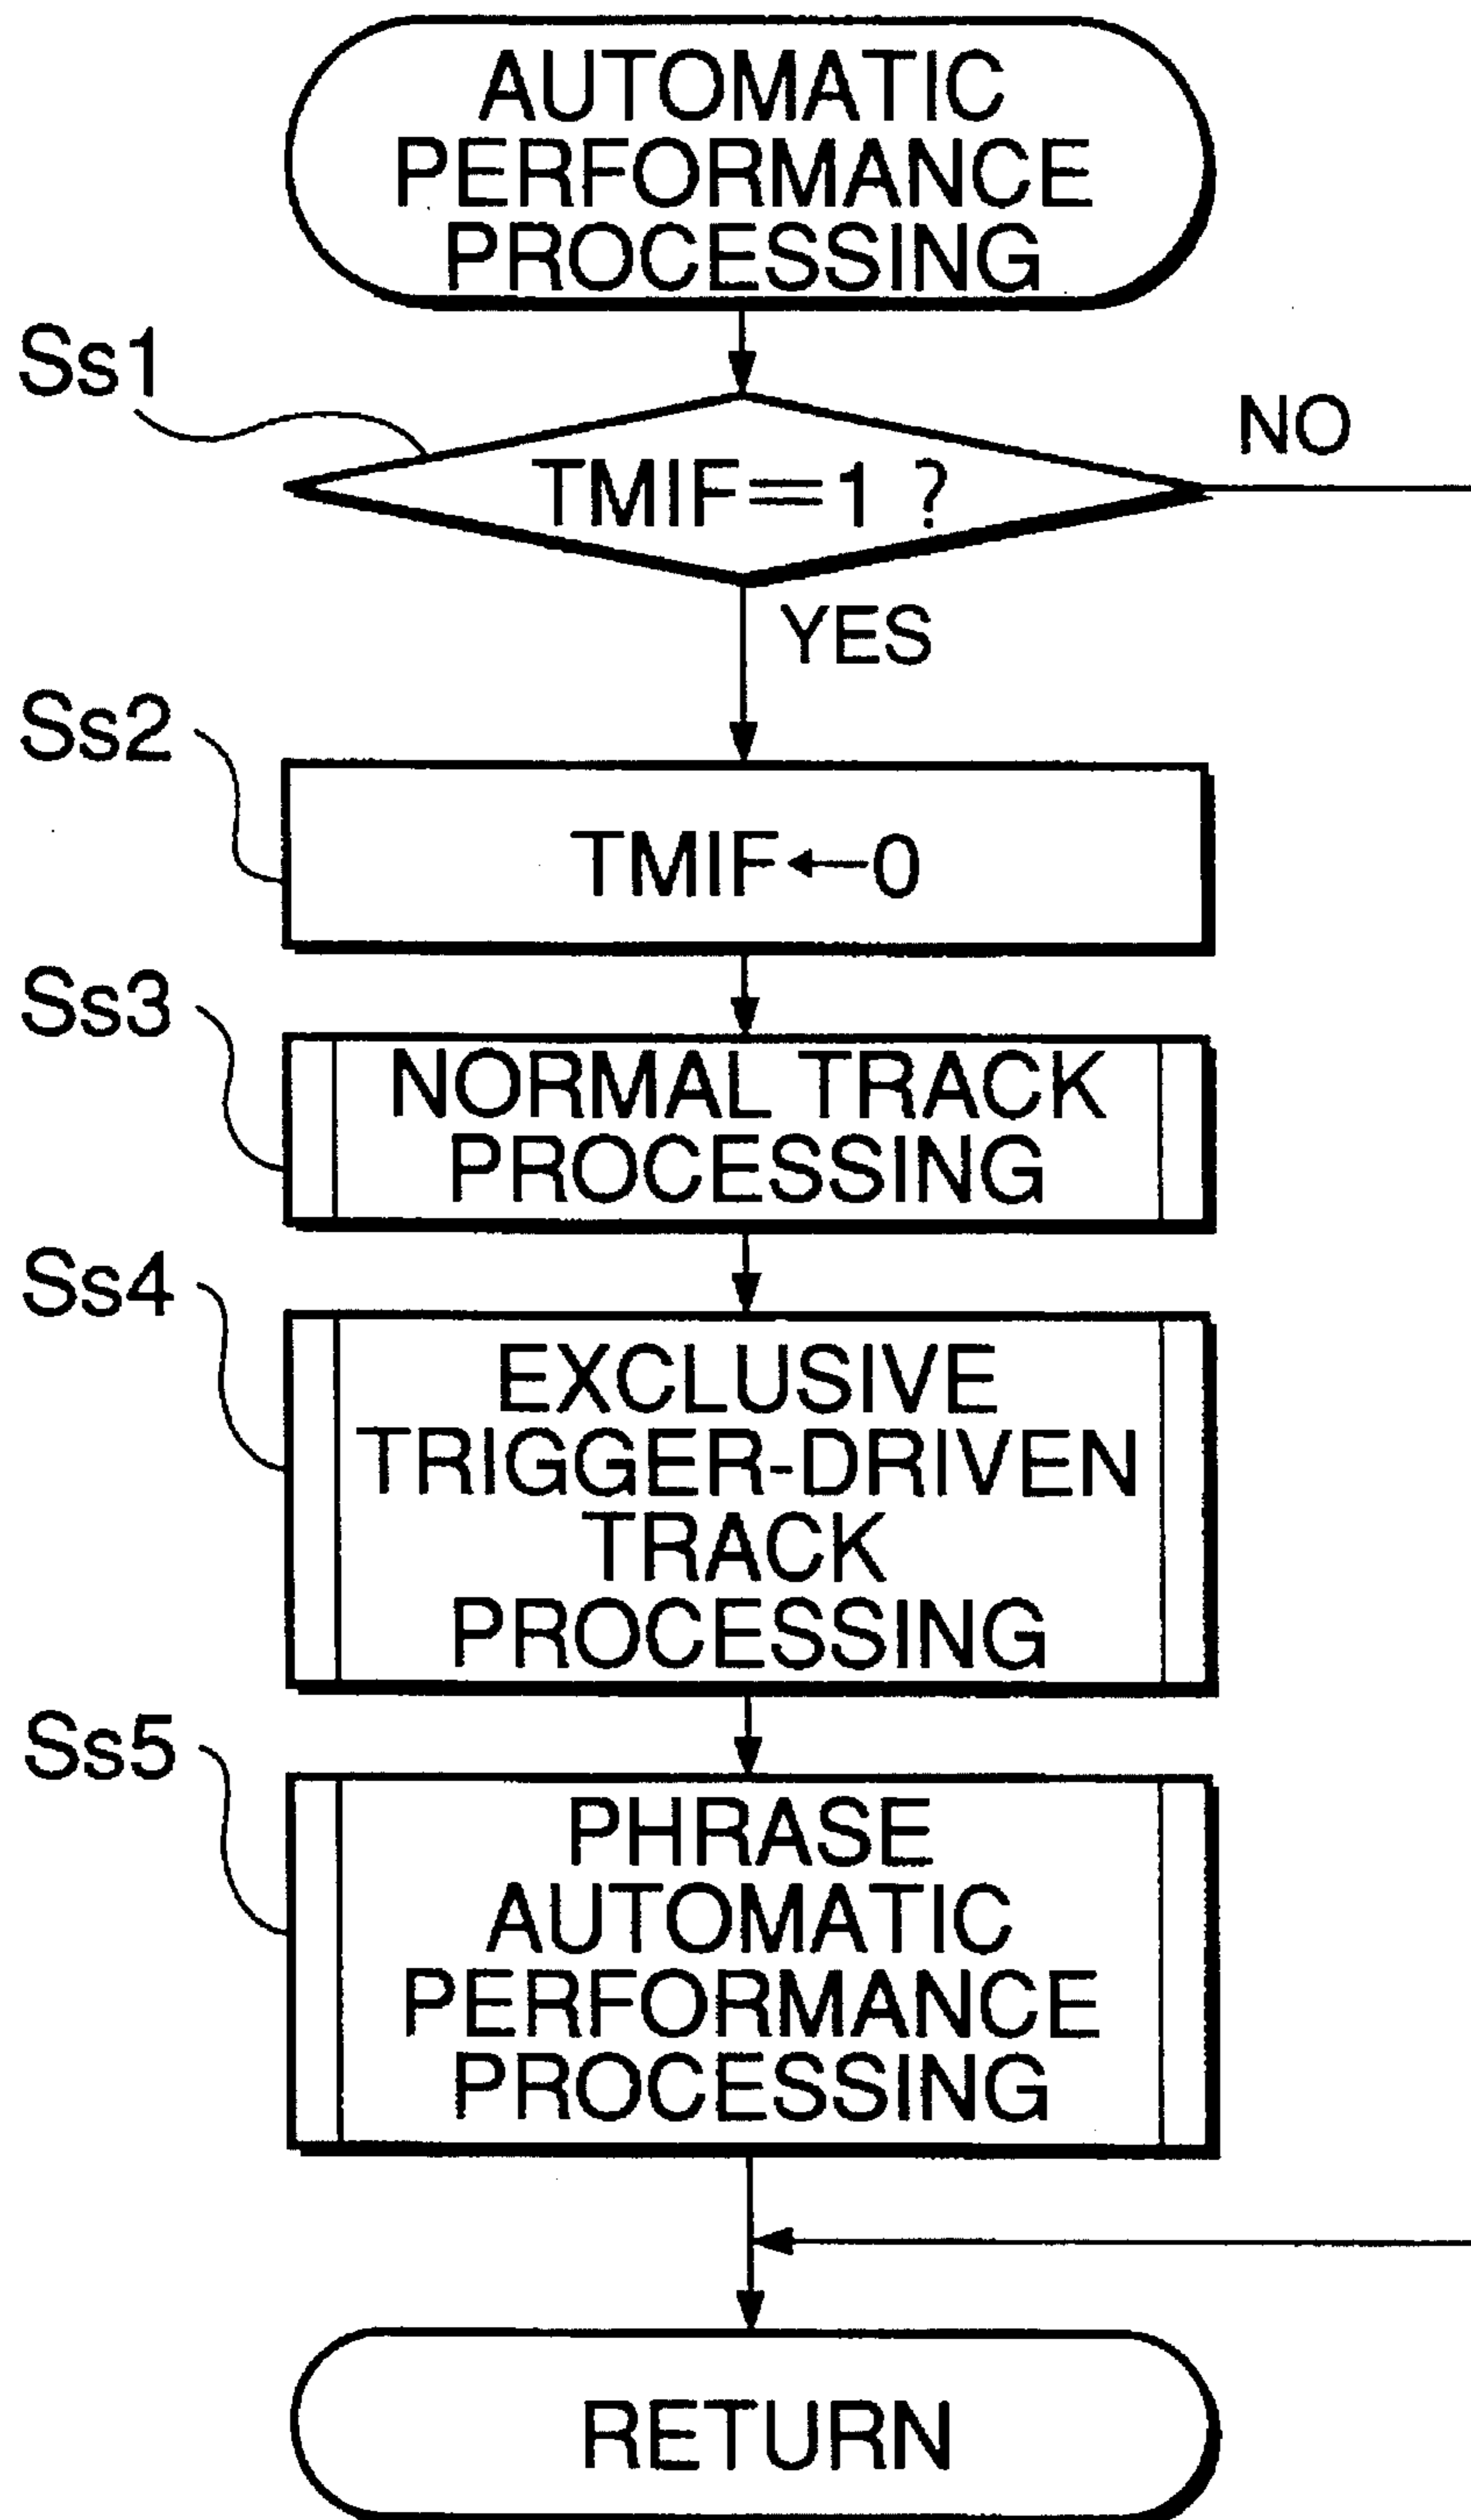 AUTOMATIC
PERFORMANCE
PROCESSING
Ss1
NO
TMIF=1 ?
YES
Ss2
TMIF←0
Ss3
NORMAL TRACK
PROCESSING
Ss4
EXCLUSIVE
TRIGGER-DRIVEN
TRACK
PROCESSING
Ss5
PHRASE
AUTOMATIC
PERFORMANCE
PROCESSING
RETURN